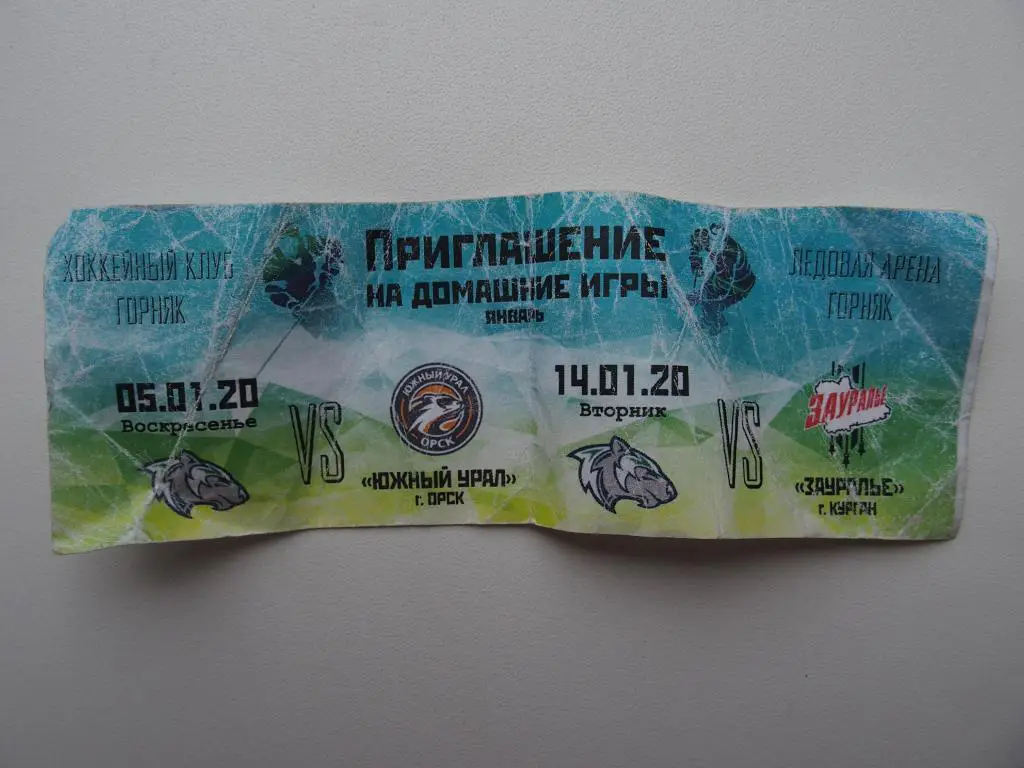 ХОККЕЙНЫЙ КЛУБ
ГОРНЯК
ПРИГЛАШЕНИЕ
НА ДОМАШНИЕ ИГРЫ
ЯНВАРЬ
ЛЕДОВАЯ АРЕНА
ГОРНЯК
05.01.20
Воскресенье
VS
ЮЖНЫЙ УРАЛ
ОРСК
«ЮЖНЫЙ УРАЛ»
г. ОРСК
14.01.20
Вторник
VS
ЗАУРАЛЬЕ
«ЗАУРАЛЬЕ»
г. КУРГАН